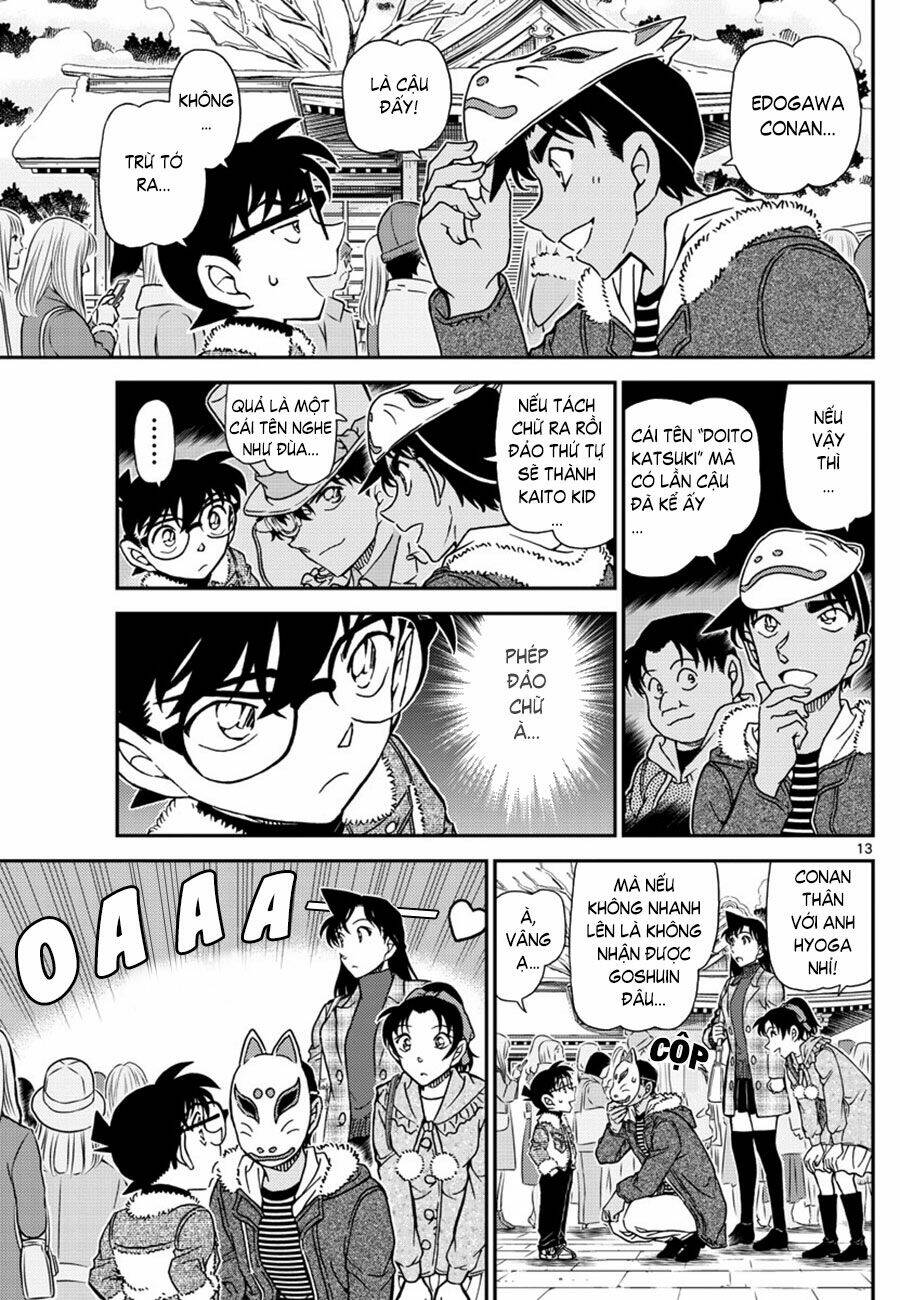 EDOGAWA
CONAN...
LÀ CẬU
ĐẤY!
KHÔNG
...
TRỪ TỚ
RA...
NẾU
VẬY THÌ
...
CÁI TÊN "DOITO
KATSUKI" MÀ
CÓ LẦN CẬU
ĐÃ KỂ ẤY
...
NẾU TÁCH
CHỮ RA RỒI
ĐẢO THỨ TỰ
SẼ THÀNH
KAITO KID
...
QUẢ LÀ MỘT
CÁI TÊN NGHE
NHƯ ĐÙA...
......
PHÉP
ĐẢO
CHỮ
À...
13
CONAN
THÂN
VỚI ANH
HYOGA
NHỈ!
MÀ NẾU
KHÔNG NHANH
LÊN LÀ KHÔNG
NHẬN ĐƯỢC
GOSHUIN
ĐÂU...
À,
VÂNG
Ạ...
CỘP
OAAA—